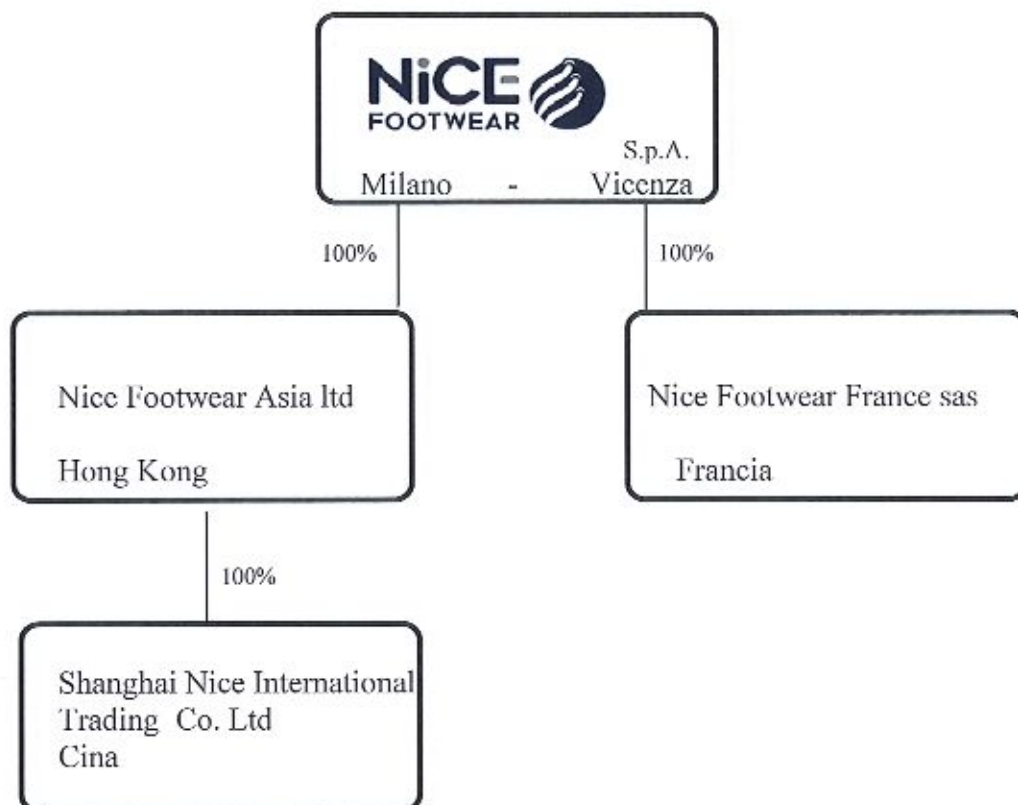 NiCE
FOOTWEAR
S.p.A.
Milano - Vicenza
100%
100%
Nice Footwear Asia ltd
Hong Kong
Nice Footwear France sas
Francia
100%
Shanghai Nice International
Trading Co. Ltd
Cina